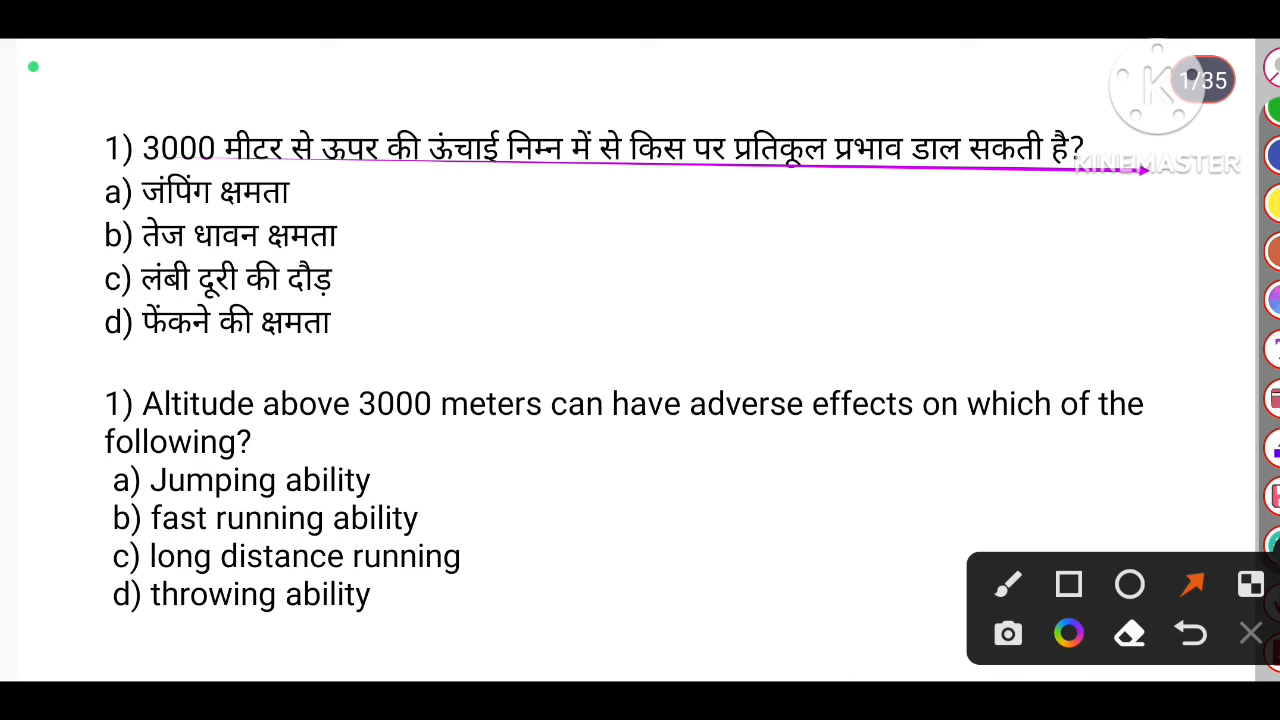 1/35
1) 3000 मीटर से ऊपर की ऊंचाई निम्न में से किस पर प्रतिकूल प्रभाव डाल सकती है?
KINEMASTER
a) जंपिंग क्षमता
b) तेज धावन क्षमता
c) लंबी दूरी की दौड़
d) फेंकने की क्षमता
1) Altitude above 3000 meters can have adverse effects on which of the
following?
a) Jumping ability
b) fast running ability
c) long distance running
d) throwing ability